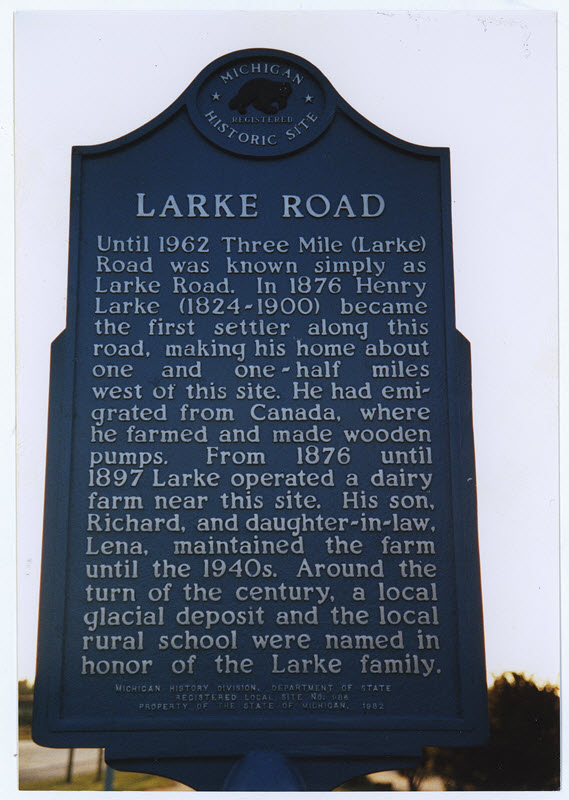 MICHIGAN
REGISTERED
HISTORIC SITE
LARKE ROAD
Until 1962 Three Mile (Larke)
Road was known simply as
Larke Road. In 1876 Henry
Larke (1824-1900) became
the first settler along this
road, making his home about
one and one-half miles
west of this site. He had emi-
grated from Canada, where
he farmed and made wooden
pumps. From 1876 until
1897 Larke operated a dairy
farm near this site. His son,
Richard, and daughter-in-law,
Lena, maintained the farm
until the 1940s. Around the
turn of the century, a local
glacial deposit and the local
rural school were named in
honor of the Larke family.
MICHIGAN HISTORY DIVISION, DEPARTMENT OF STATE
REGISTERED LOCAL SITE NO.
PROPERTY OF THE STATE OF MICHIGAN, 1982